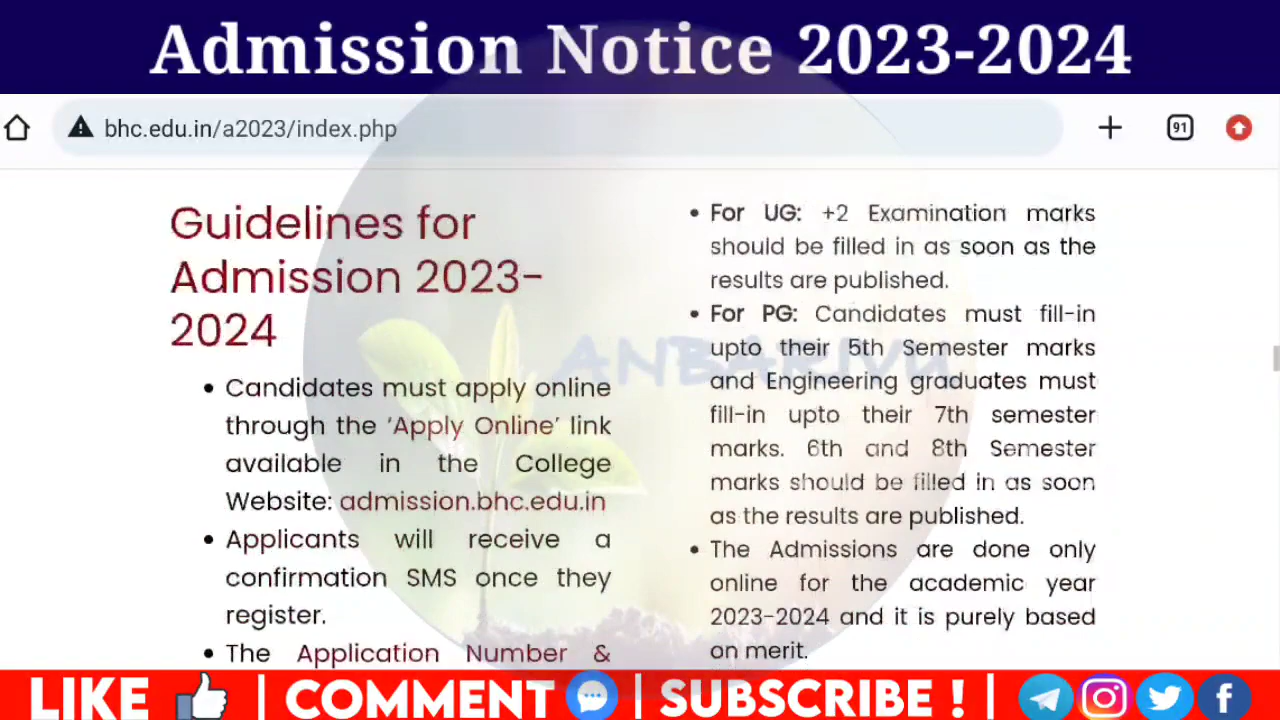 Admission Notice 2023-2024
bhc.edu.in/a2023/index.php
91
Guidelines for
Admission 2023-
2024
• Candidates must apply online
through the ‘Apply Online’ link
available in the College
Website: admission.bhc.edu.in
• Applicants will receive a
confirmation SMS once they
register.
• The Application Number &
• For UG: +2 Examination marks
should be filled in as soon as the
results are published.
• For PG: Candidates must fill-in
upto their 5th Semester marks
and Engineering graduates must
fill-in upto their 7th semester
marks. 6th and 8th Semester
marks should be filled in as soon
as the results are published.
• The Admissions are done only
online for the academic year
2023-2024 and it is purely based
on merit.
ANBARIVU
LIKE | COMMENT | SUBSCRIBE ! |